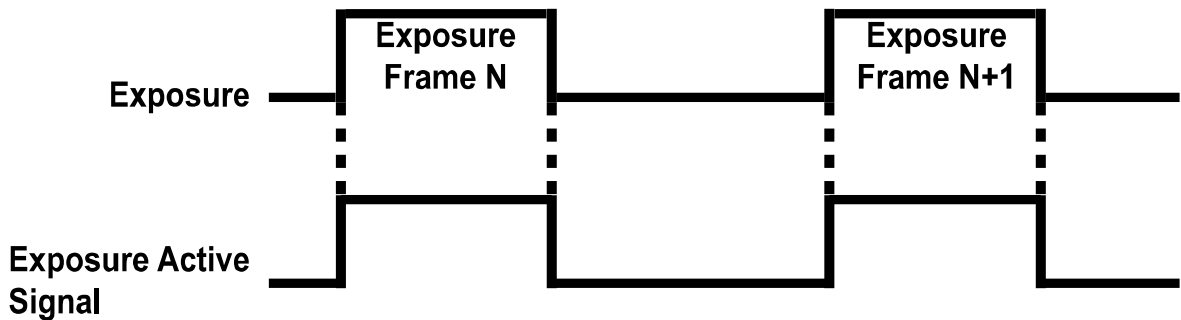 Exposure
Frame N
Exposure
Frame N+1
Exposure
Exposure Active
Signal